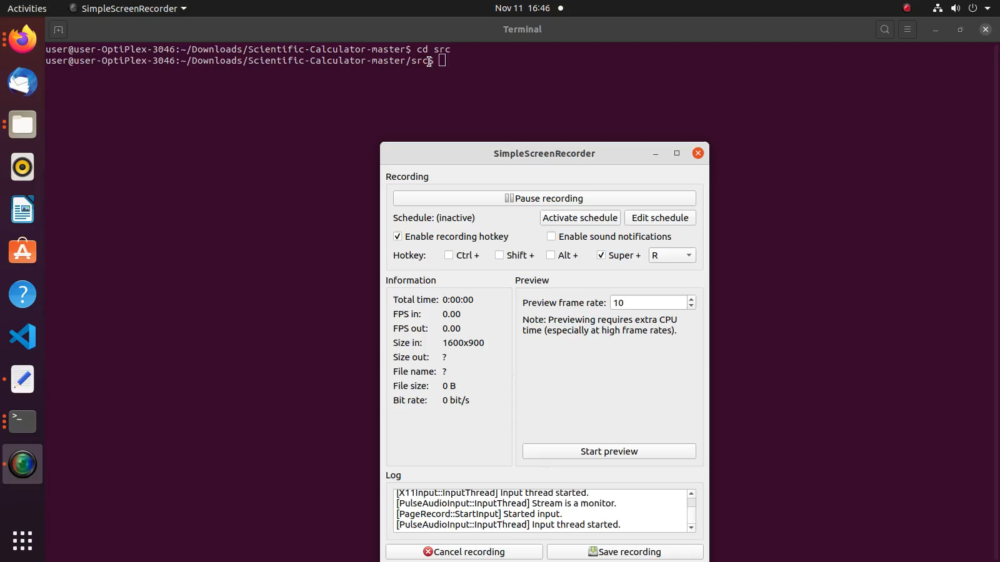 Activities
SimpleScreenRecorder
Nov 11 16:46
Terminal
user@user-OptiPlex-3046:~/Downloads/Scientific-Calculator-master$ cd src
user@user-OptiPlex-3046:~/Downloads/Scientific-Calculator-master/src$
SimpleScreenRecorder
Recording
Pause recording
Schedule: (inactive)
Activate schedule
Edit schedule
Enable recording hotkey
Enable sound notifications
Hotkey:
Ctrl +
Shift +
Alt +
Super +
R
Information
Total time: 0:00:00
FPS in: 0.00
FPS out: 0.00
Size in: 1600x900
Size out: ?
File name: ?
File size: 0 B
Bit rate: 0 bit/s
Preview
Preview frame rate: 10
Note: Previewing requires extra CPU
time (especially at high frame rates).
Start preview
Log
[X11Input::InputThread] Input thread started.
[PulseAudioInput::InputThread] Stream is a monitor.
[PageRecord::StartInput] Started input.
[PulseAudioInput::InputThread] Input thread started.
Cancel recording
Save recording